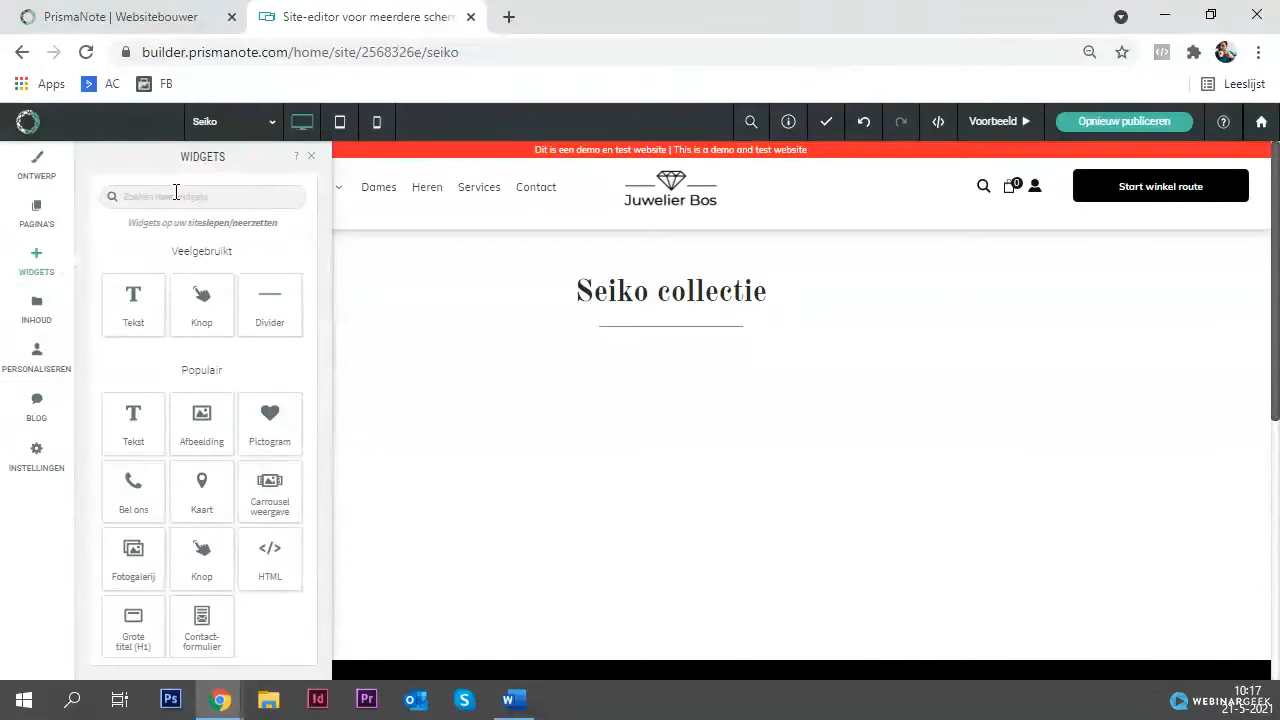 PrismaNote | Websitebouwer
Site-editor voor meerdere scherm
builder.prismanote.com/home/site/2568326e/seiko
Apps
AC
FB
Leeslijst
Seiko
Voorbeeld
Opnieuw publiceren
ONTWERP
PAGINA'S
WIDGETS
INHOUD
PERSONALISEREN
BLOG
INSTELLINGEN
WIDGETS
Zoeken naar widgets
Widgets op uw siteslepen/neerzetten
Veelgebruikt
Tekst
Knop
Divider
Populair
Tekst
Afbeelding
Pictogram
Bel ons
Kaart
Carrousel
weergave
Fotogalerij
Knop
HTML
Grote
titel (H1)
Contact-
formulier
Dit is een demo en test website | This is a demo and test website
Dames
Heren
Services
Contact
Juwelier Bos
0
Start winkel route
Seiko collectie
10:17
21-5-2021
WEBINARGEEK